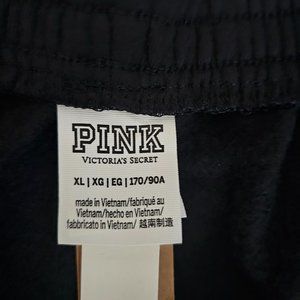 PINK
VICTORIA'S SECRET
XL | XG | EG | 170/90A
made in Vietnam/fabriqué au
Vietnam/hecho en Vietnam/
fabbricato in Vietnam/ 越南制造